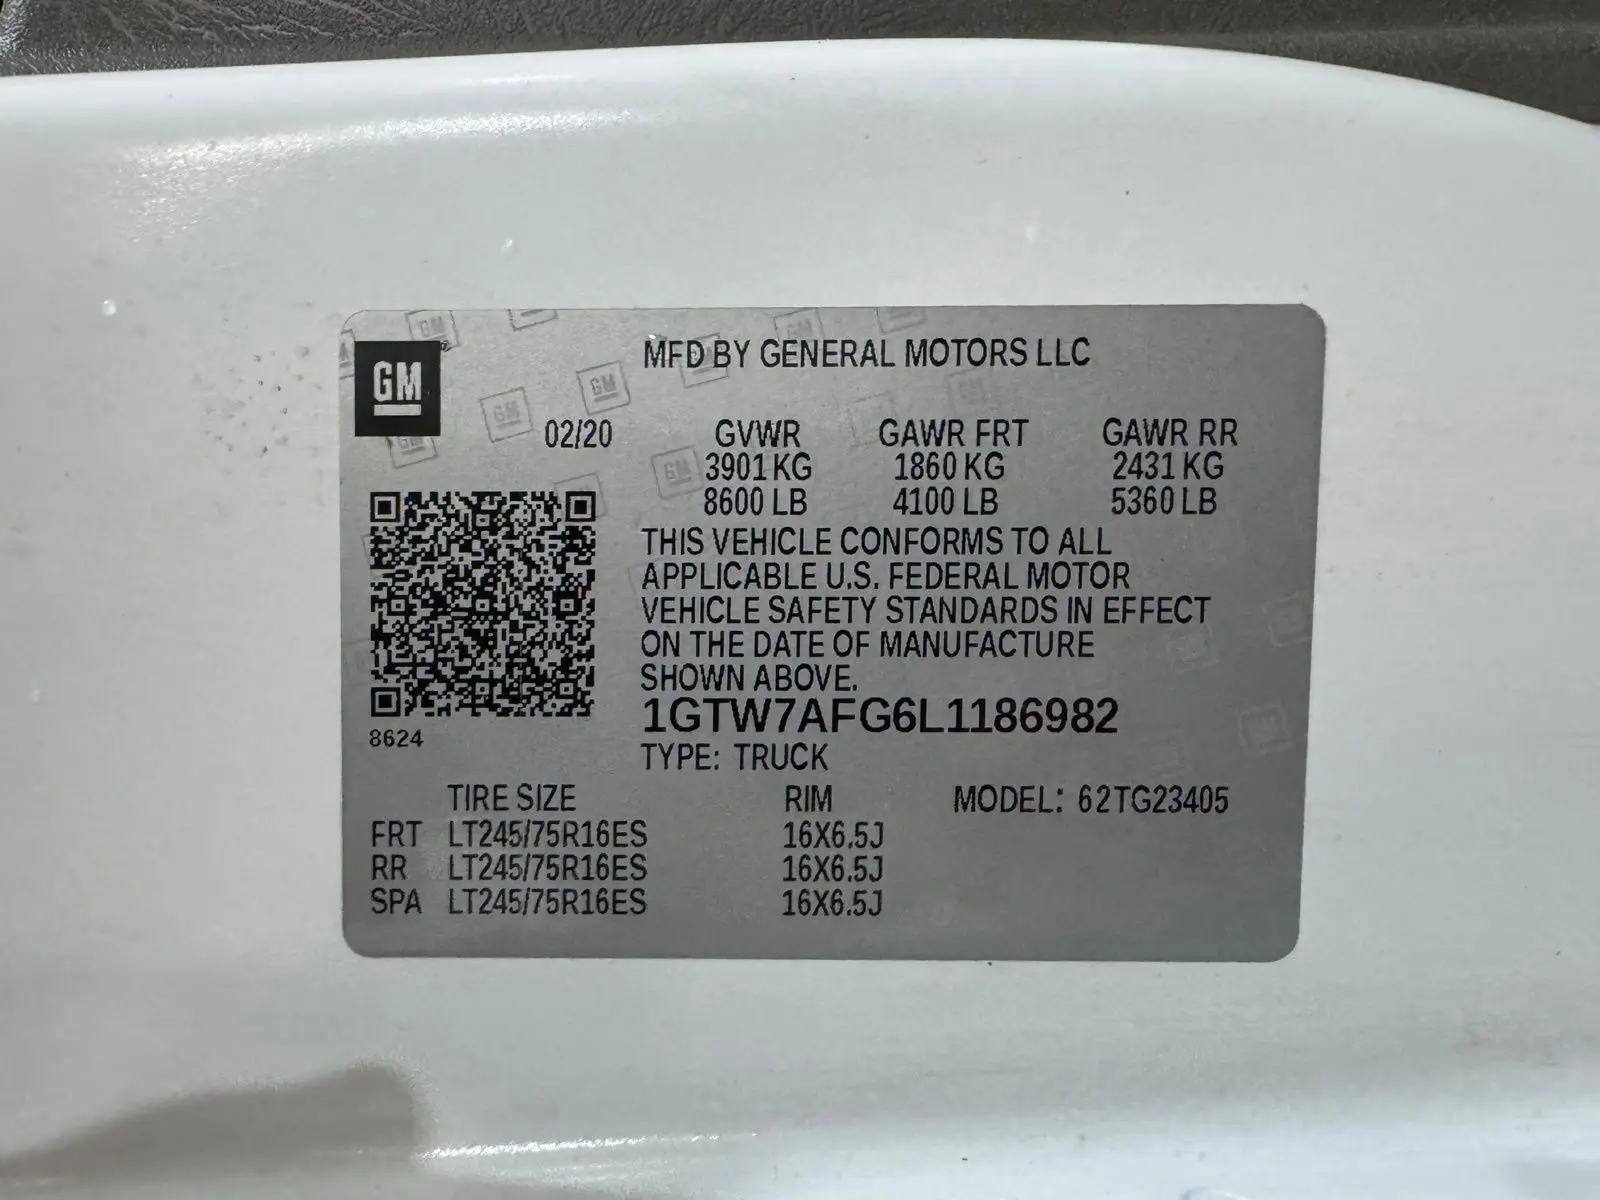 GM
MFD BY GENERAL MOTORS LLC
02/20 GVWR GAWR FRT GAWR RR
3901 KG 1860 KG 2431 KG
8600 LB 4100 LB 5360 LB
THIS VEHICLE CONFORMS TO ALL
APPLICABLE U.S. FEDERAL MOTOR
VEHICLE SAFETY STANDARDS IN EFFECT
ON THE DATE OF MANUFACTURE
SHOWN ABOVE.
1GTW7AFG6L1186982
8624
TYPE: TRUCK
TIRE SIZE RIM MODEL: 62TG23405
FRT LT245/75R16ES 16X6.5J
RR LT245/75R16ES 16X6.5J
SPA LT245/75R16ES 16X6.5J